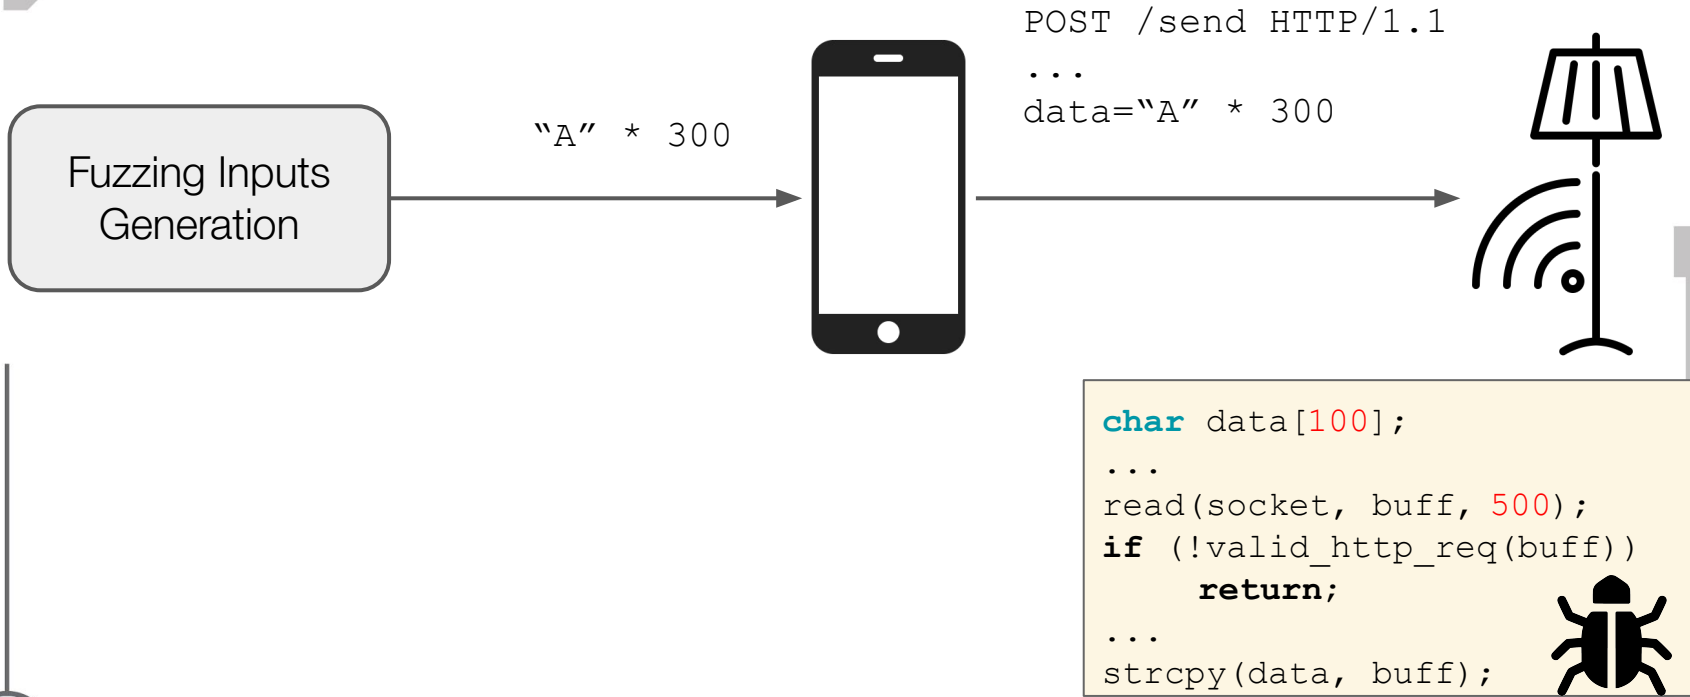 POST /send HTTP/1.1
...
data=“A” * 300
“A” * 300
Fuzzing Inputs
Generation
char data[100];
...
read(socket, buff, 500);
if (!valid_http_req(buff))
return;
...
strcpy(data, buff);